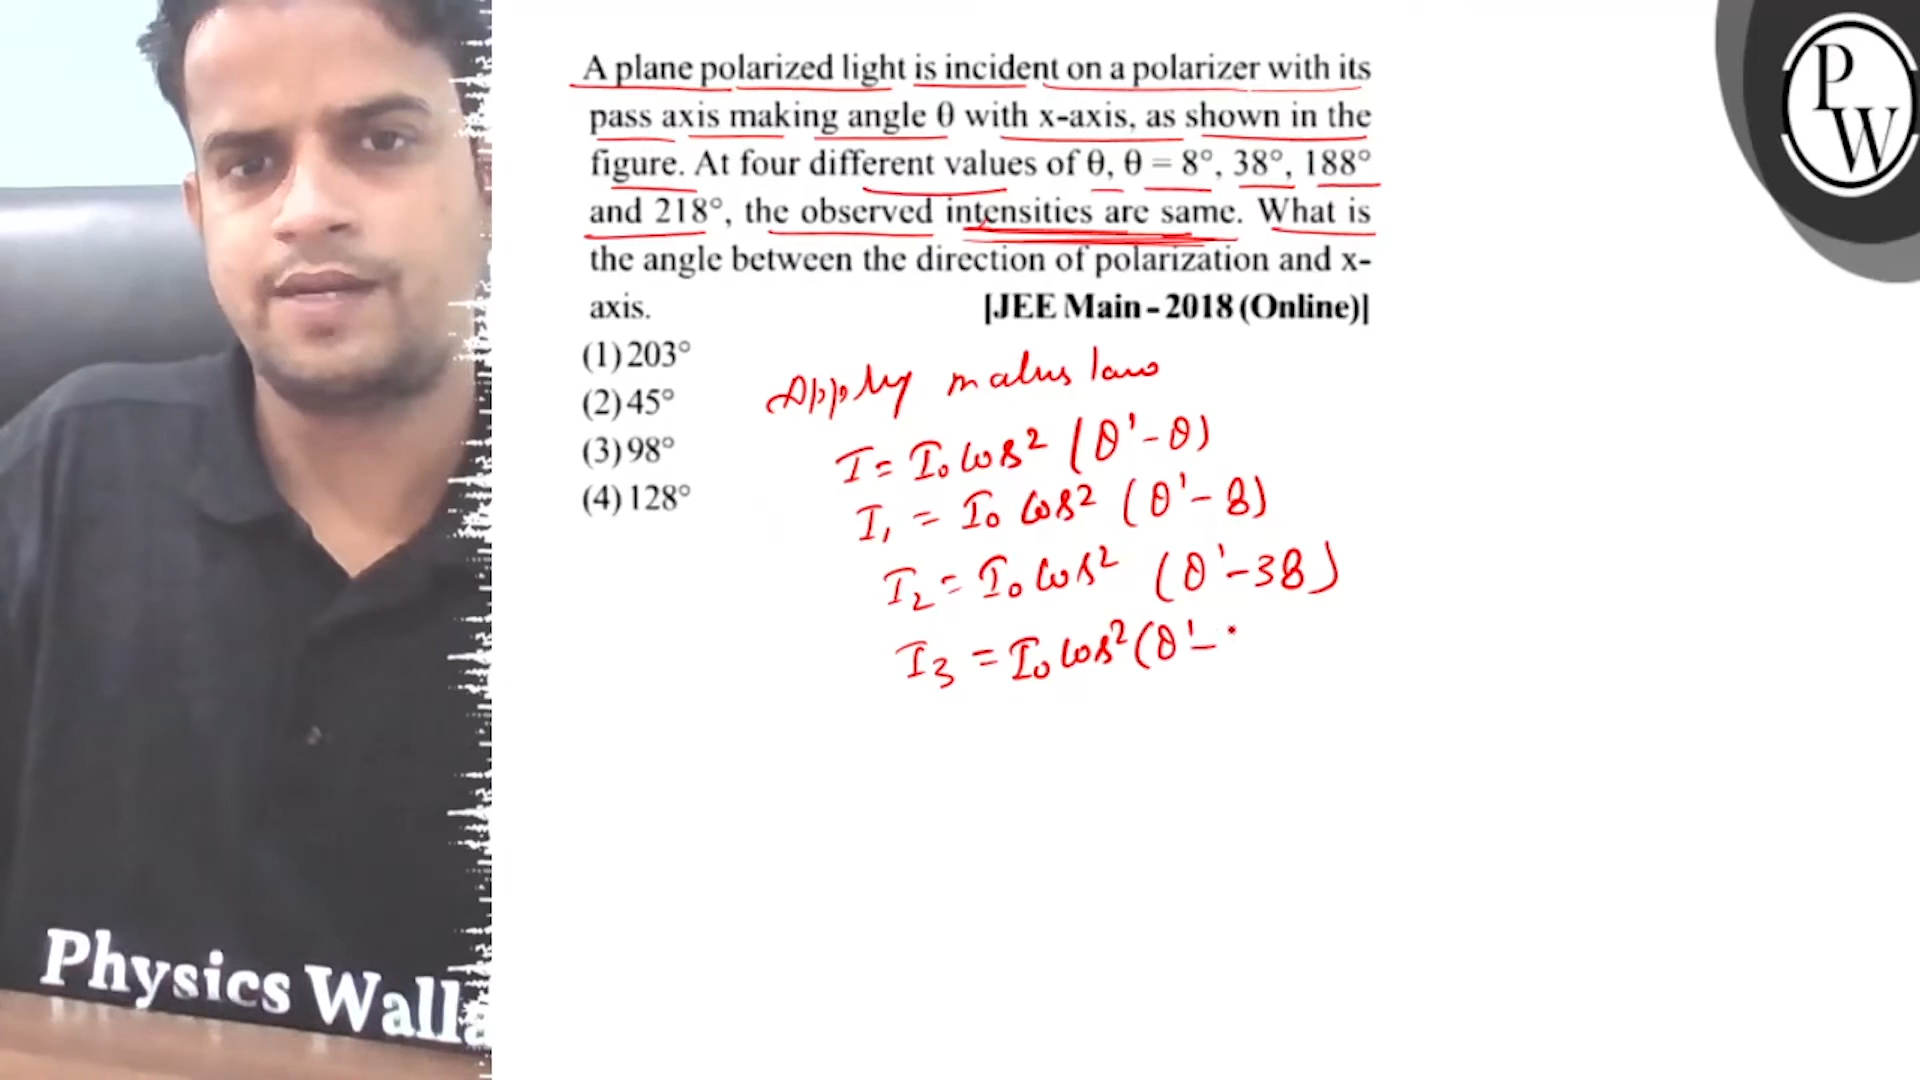 A plane polarized light is incident on a polarizer with its
pass axis making angle θ with x-axis, as shown in the
figure. At four different values of θ, θ = 8°, 38°, 188°
and 218°, the observed intensities are same. What is
the angle between the direction of polarization and x-
axis. [JEE Main - 2018 (Online)]
(1) 203°
(2) 45°
(3) 98°
(4) 128°
Apply malus law
I = I₀ cos² (θ' - θ)
I₁ = I₀ cos² (θ' - 8)
I₂ = I₀ cos² (θ' - 38)
I₃ = I₀ cos² (θ' -
PW
Physics Walla